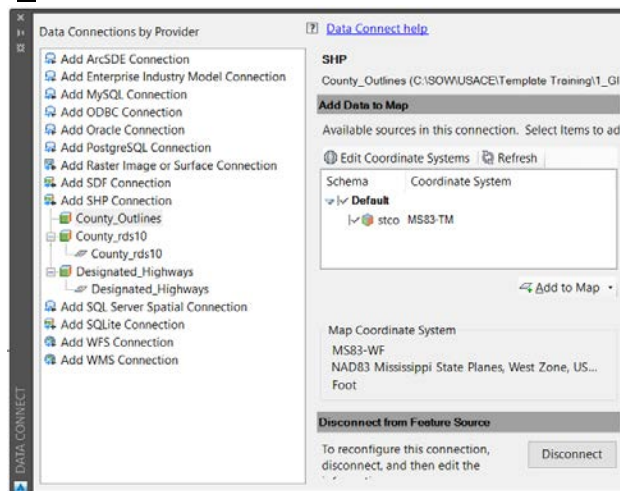 Data Connections by Provider
Add ArcSDE Connection
Add Enterprise Industry Model Connection
Add MySQL Connection
Add ODBC Connection
Add Oracle Connection
Add PostgreSQL Connection
Add Raster Image or Surface Connection
Add SDF Connection
Add SHP Connection
County_Outlines
County_rds10
County_rds10
Designated_Highways
Designated_Highways
Add SQL Server Spatial Connection
Add SQLite Connection
Add WFS Connection
Add WMS Connection
DATA CONNECT
Data Connect help
SHP
County_Outlines (C:\SOW\USACE\Template Training\1_GI
Add Data to Map
Available sources in this connection. Select Items to ad
Edit Coordinate Systems Refresh
Schema Coordinate System
Default
stco MS83-TM
Add to Map
Map Coordinate System
MS83-WF
NAD83 Mississippi State Planes, West Zone, US...
Foot
Disconnect from Feature Source
To reconfigure this connection,
disconnect, and then edit the
Disconnect